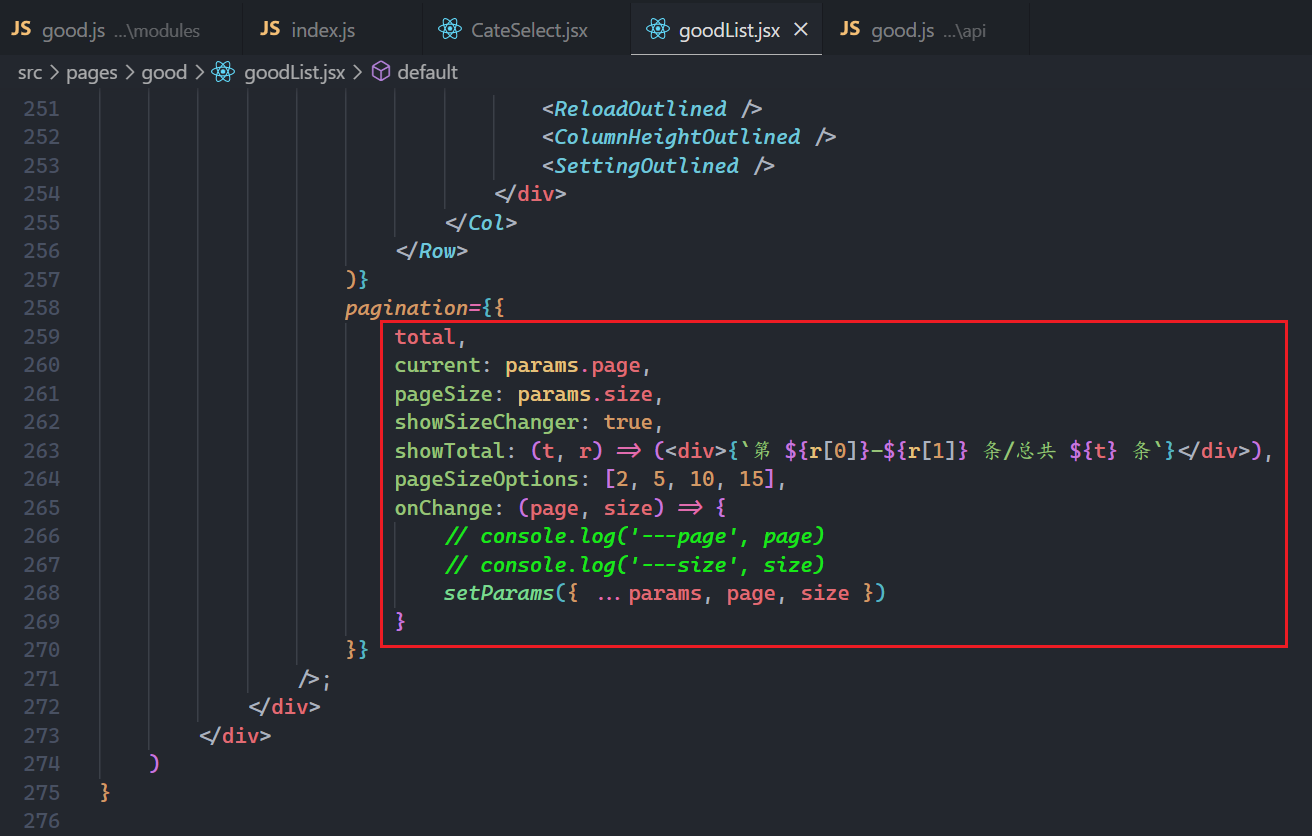 JS good.js ...\modules JS index.js CateSelect.jsx goodList.jsx × JS good.js ...\api
src > pages > good > goodList.jsx > default
251 <ReloadOutlined />
252 <ColumnHeightOutlined />
253 <SettingOutlined />
254 </div>
255 </Col>
256 </Row>
257 )}
258 pagination={{
259 total,
260 current: params.page,
261 pageSize: params.size,
262 showSizeChanger: true,
263 showTotal: (t, r) => (<div>{`第 ${r[0]}-${r[1]} 条/总共 ${t} 条`}</div>),
264 pageSizeOptions: [2, 5, 10, 15],
265 onChange: (page, size) => {
266 // console.log('---page', page)
267 // console.log('---size', size)
268 setParams({ ...params, page, size })
269 }
270 }}
271 />;
272 </div>
273 </div>
274 )
275 }
276